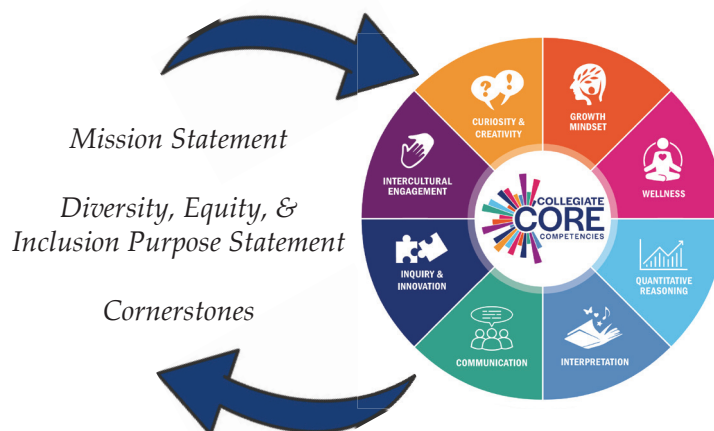 Mission Statement
Diversity, Equity, &
Inclusion Purpose Statement
Cornerstones
CURIOSITY &
CREATIVITY
GROWTH
MINDSET
WELLNESS
QUANTITATIVE
REASONING
INTERPRETATION
COMMUNICATION
INQUIRY &
INNOVATION
INTERCULTURAL
ENGAGEMENT
COLLEGIATE
CORE
COMPETENCIES
? !